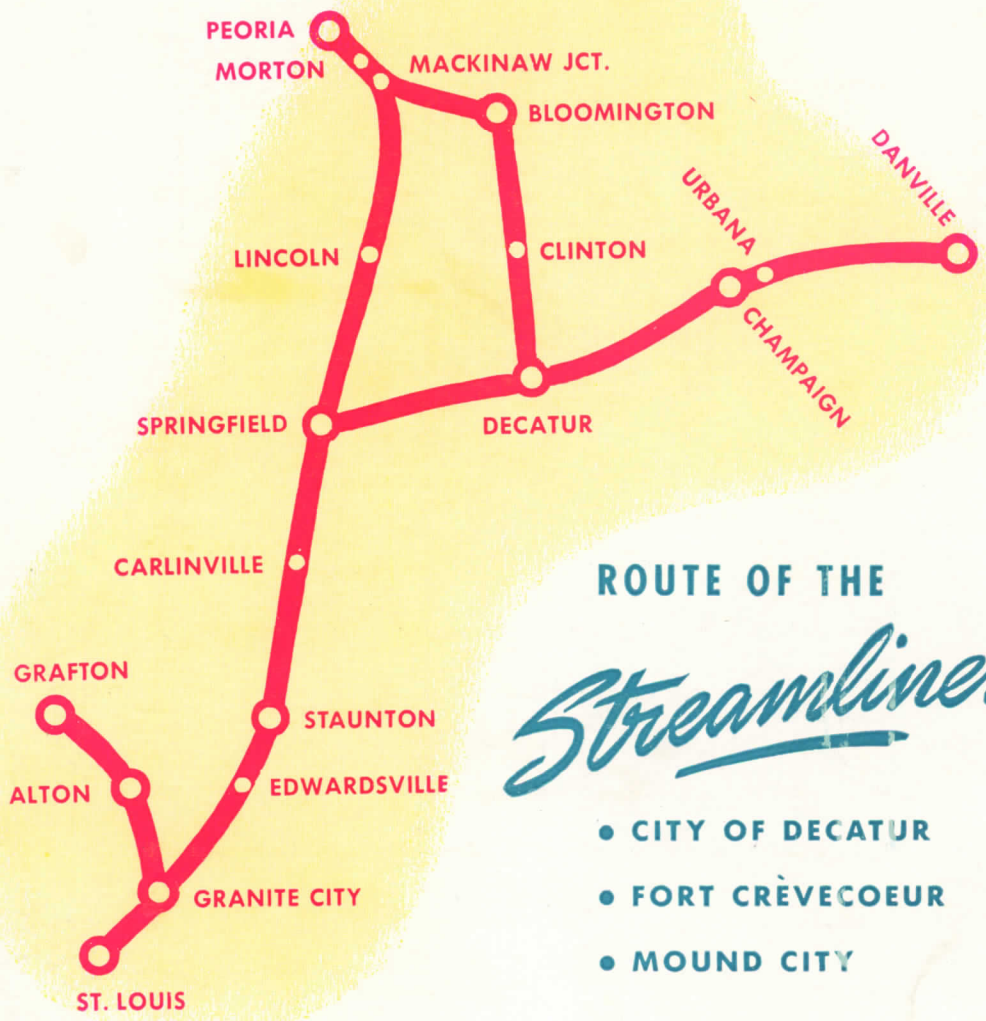 PEORIA
MORTON
MACKINAW JCT.
BLOOMINGTON
DANVILLE
URBANA
LINCOLN
CLINTON
CHAMPAIGN
SPRINGFIELD
DECATUR
CARLINVILLE
ROUTE OF THE
GRAFTON
Streamline
STAUNTON
ALTON
EDWARDSVILLE
• CITY OF DECATUR
GRANITE CITY
• FORT CRÈVECOEUR
• MOUND CITY
ST. LOUIS